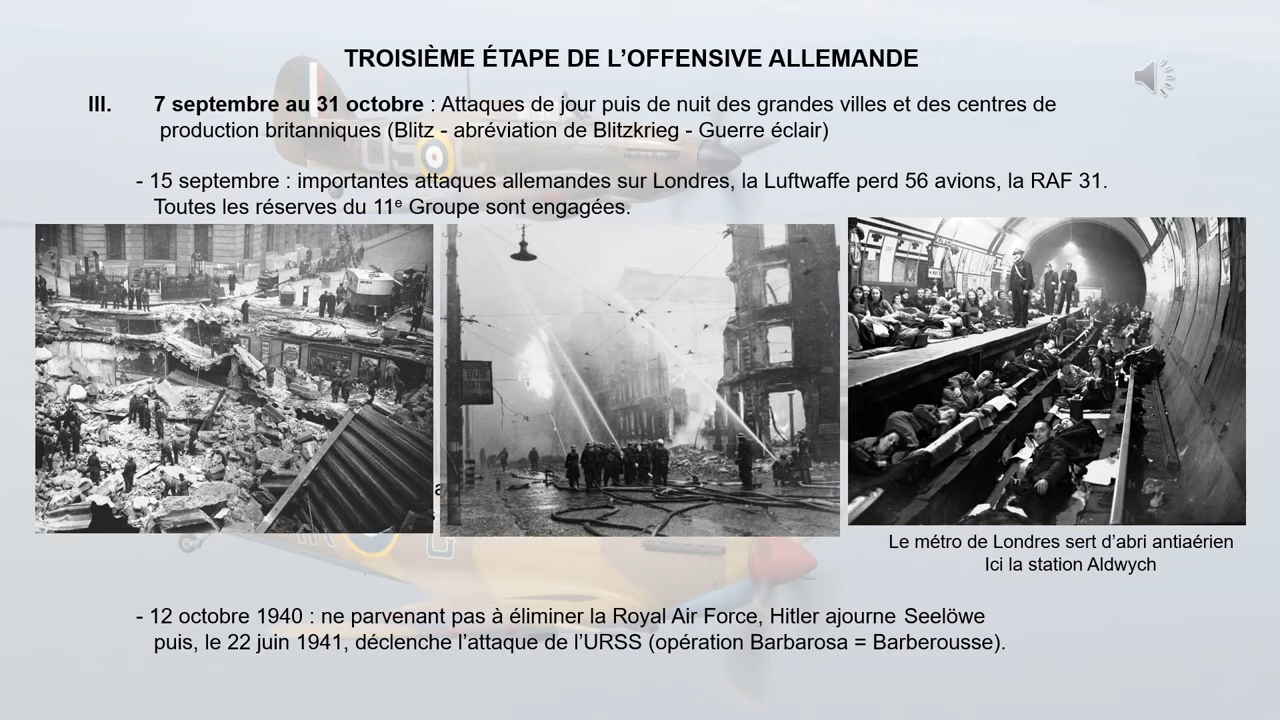 TROISIÈME ÉTAPE DE L’OFFENSIVE ALLEMANDE
III. 7 septembre au 31 octobre : Attaques de jour puis de nuit des grandes villes et des centres de
production britanniques (Blitz - abréviation de Blitzkrieg - Guerre éclair)
- 15 septembre : importantes attaques allemandes sur Londres, la Luftwaffe perd 56 avions, la RAF 31.
Toutes les réserves du 11e Groupe sont engagées.
BUS
STATION
Le métro de Londres sert d’abri antiaérien
Ici la station Aldwych
- 12 octobre 1940 : ne parvenant pas à éliminer la Royal Air Force, Hitler ajourne Seelöwe
puis, le 22 juin 1941, déclenche l’attaque de l’URSS (opération Barbarosa = Barberousse).